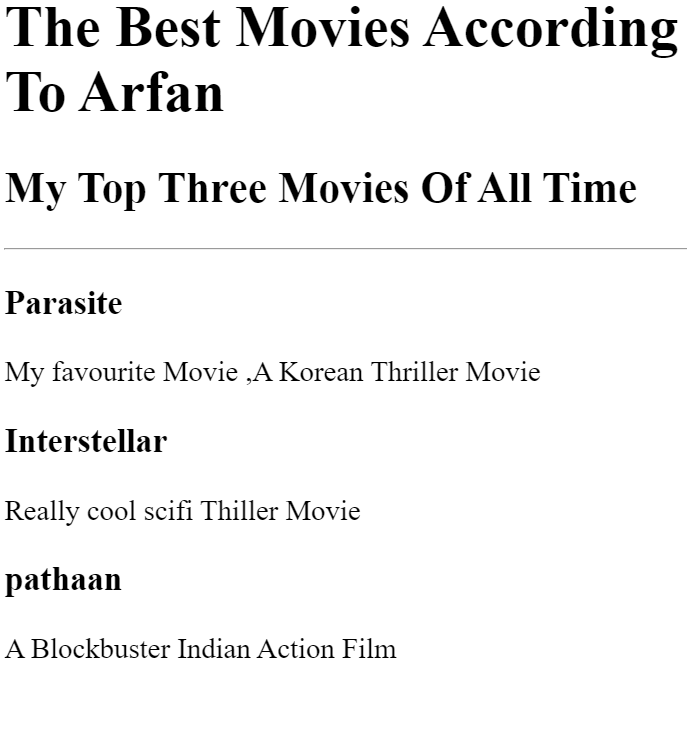 The Best Movies According
To Arfan
My Top Three Movies Of All Time
Parasite
My favourite Movie ,A Korean Thriller Movie
Interstellar
Really cool scifi Thiller Movie
pathaan
A Blockbuster Indian Action Film